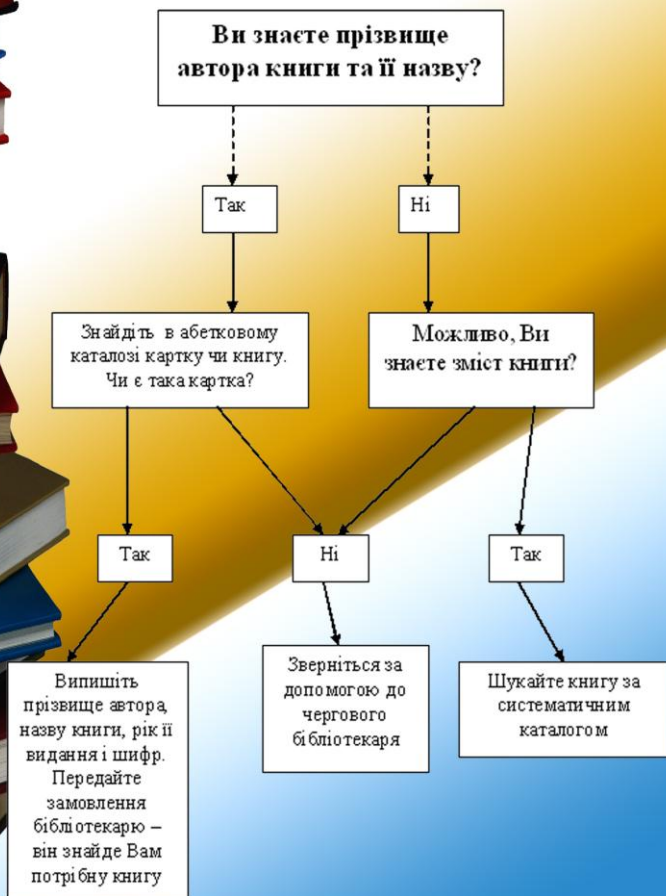 Ви знаєте прізвище
автора книги та її назву?
Так
Ні
Знайдіть в абетковому
каталозі картку чи книгу.
Чи є така картка?
Можливо, Ви
знаєте зміст книги?
Так
Ні
Так
Випишіть
прізвище автора,
назву книги, рік її
видання і шифр.
Передайте
замовлення
бібліотекарю –
він знайде Вам
потрібну книгу
Зверніться за
допомогою до
чергового
бібліотекаря
Шукайте книгу за
систематичним
каталогом